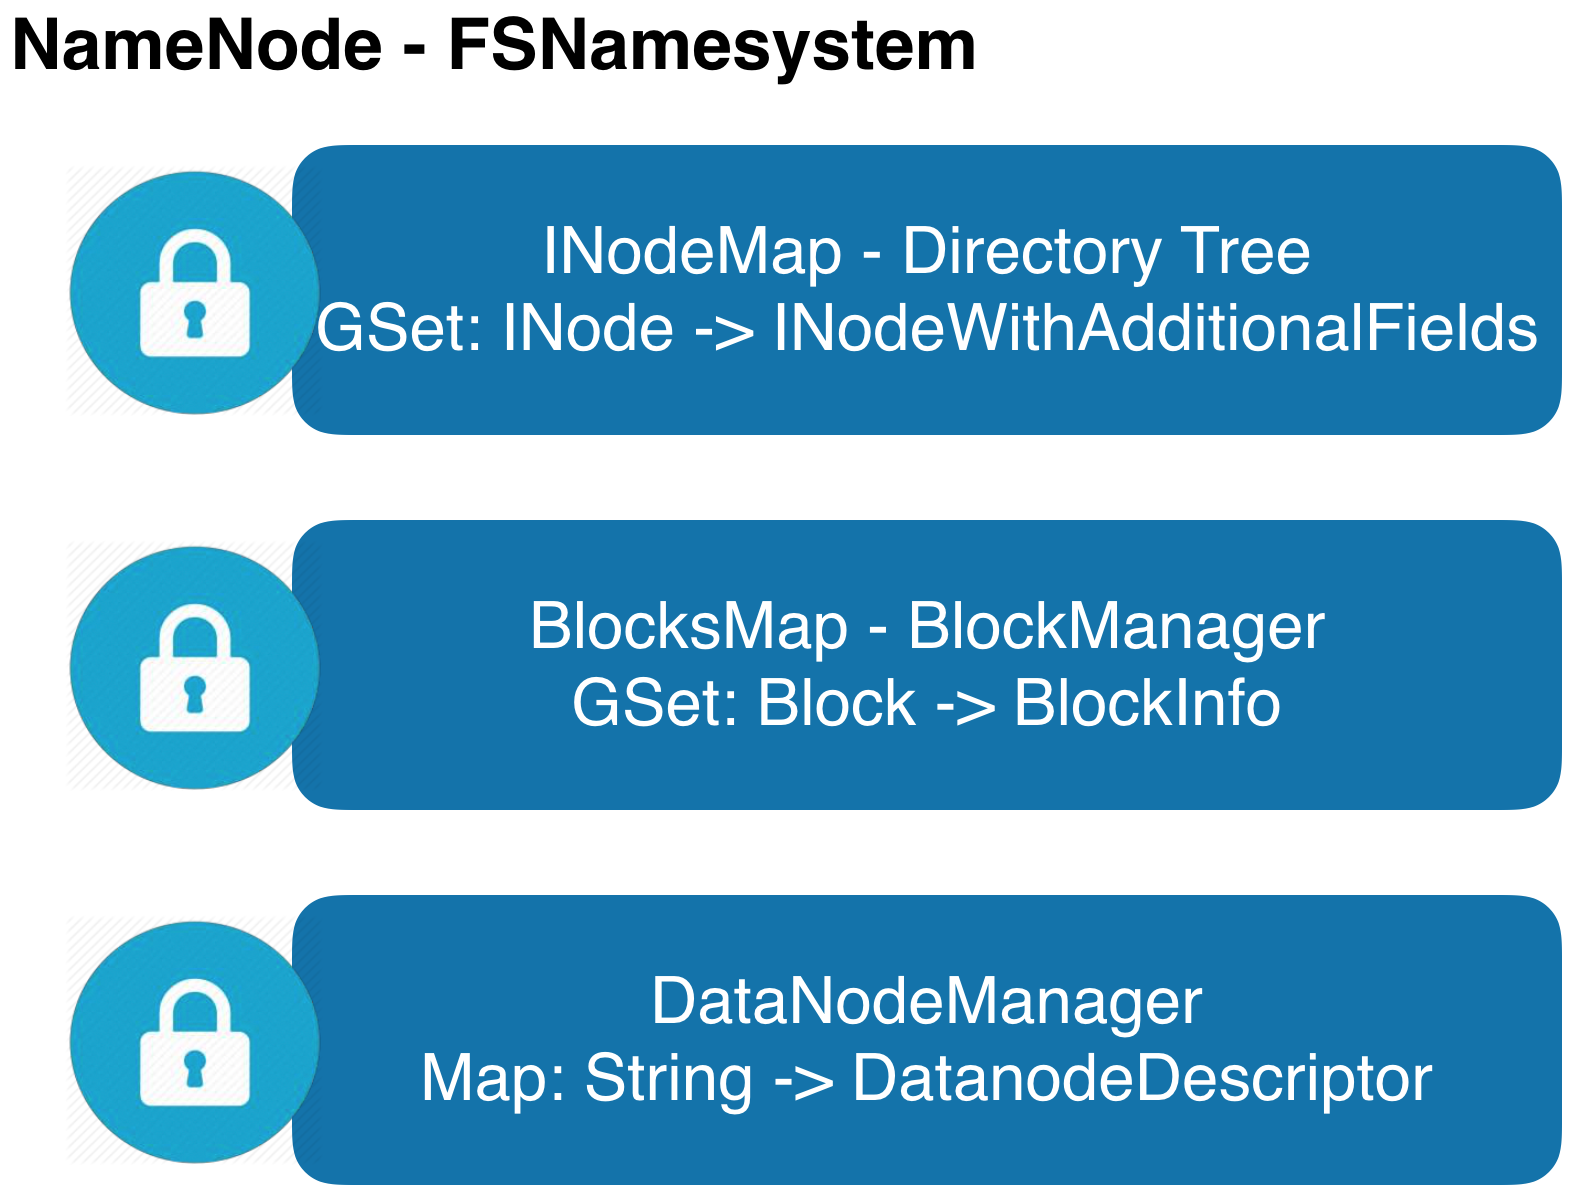 NameNode - FSNamesystem
INodeMap - Directory Tree
GSet: INode -> INodeWithAdditionalFields
BlocksMap - BlockManager
GSet: Block -> BlockInfo
DataNodeManager
Map: String -> DatanodeDescriptor